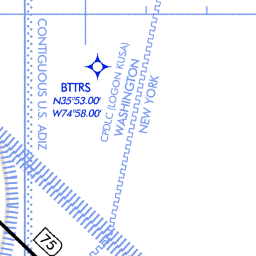 CONTIGUOUS U.S. ADIZ
BTTRS
N35°53.00'
W74°58.00'
CPDLC (LOGON KUSA)
WASHINGTON
NEW YORK
75